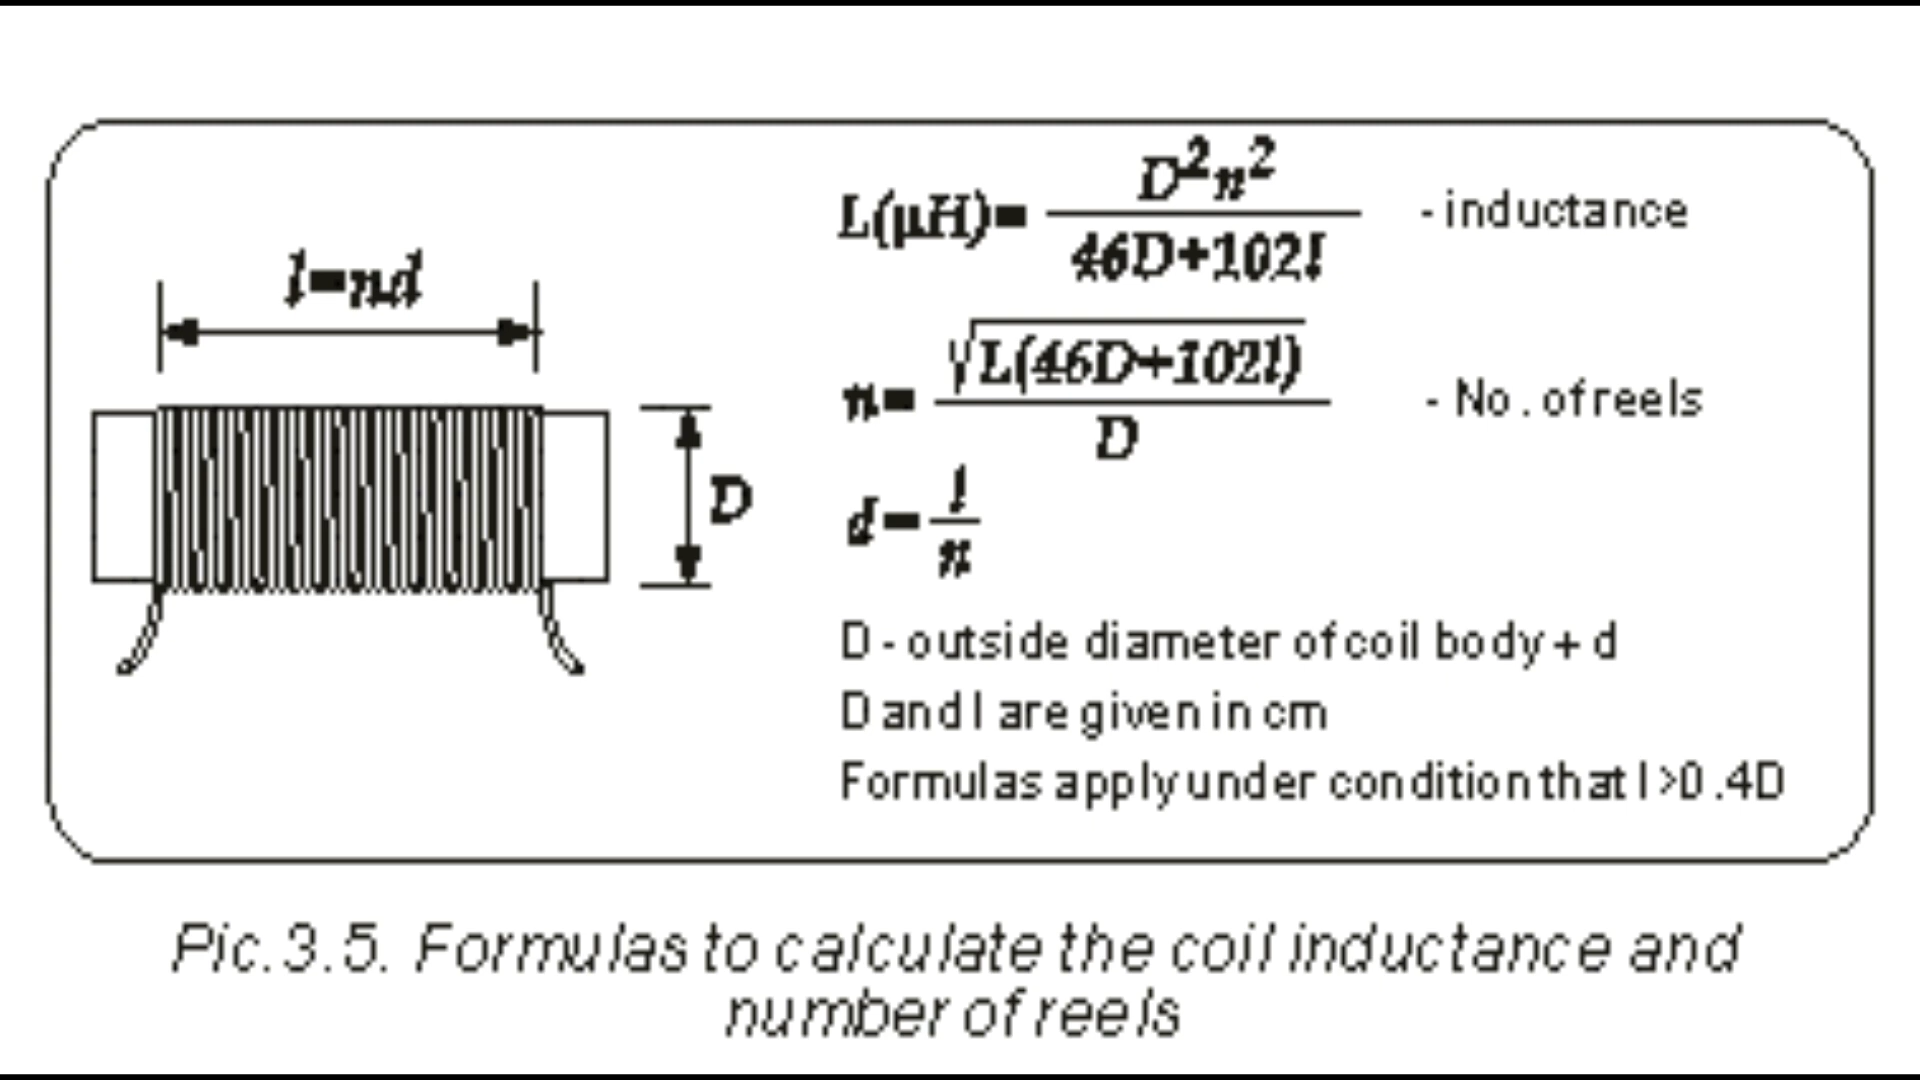 l=nd
D
L(μH)= D²n² / 46D+102l - inductance
n= √L(46D+102l) / D - No. of reels
d= l / n
D - outside diameter of coil body + d
D and l are given in cm
Formulas apply under condition that l >0.4D
Pic.3.5. Formulas to calculate the coil inductance and
number of reels